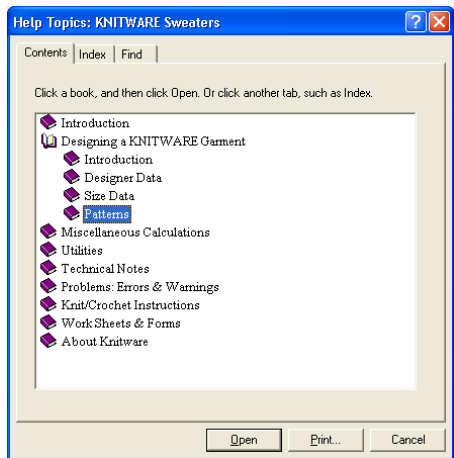 Help Topics: KNITWARE Sweaters
Contents Index Find
Click a book, and then click Open. Or click another tab, such as Index.
Introduction
Designing a KNITWARE Garment
Introduction
Designer Data
Size Data
Patterns
Miscellaneous Calculations
Utilities
Technical Notes
Problems: Errors & Warnings
Knit/Crochet Instructions
Work Sheets & Forms
About Knitware
Open Print... Cancel